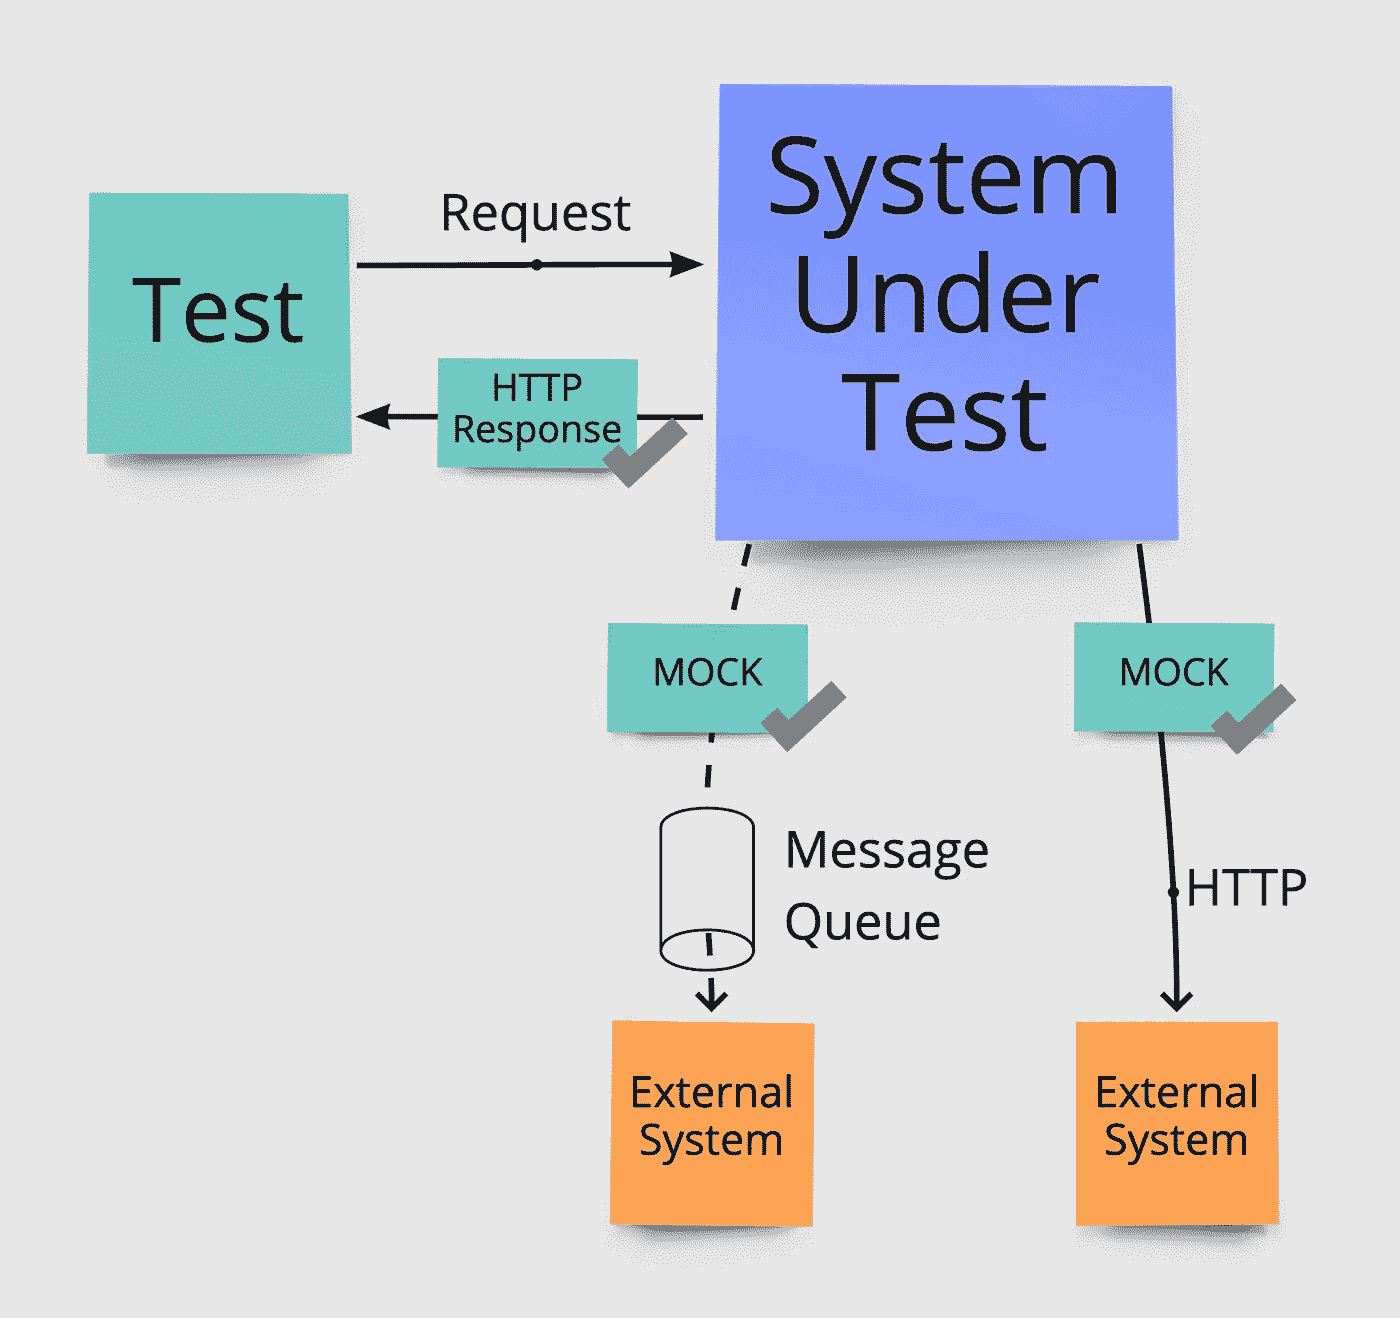 System
Under
Test
Request
Test
HTTP
Response
MOCK
MOCK
Message
Queue
HTTP
External
System
External
System